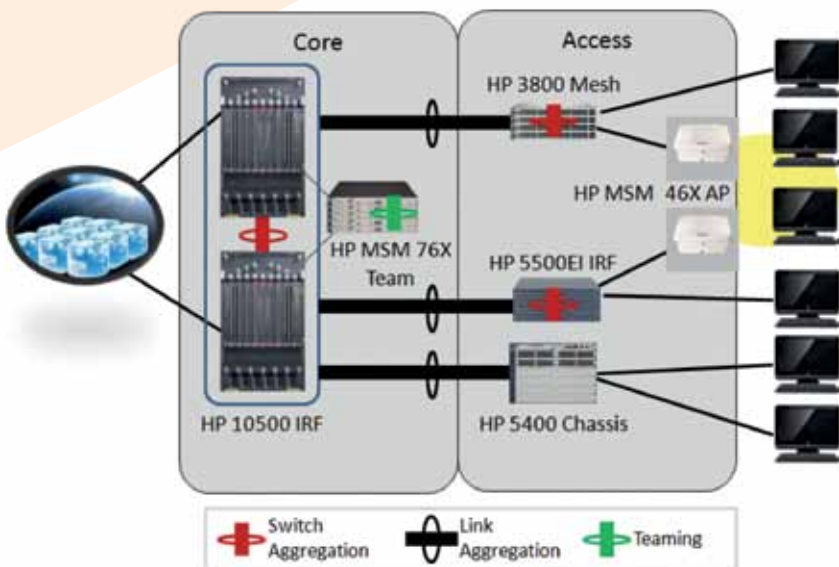 Core
Access
HP 3800 Mesh
HP MSM 46X AP
HP MSM 76X
Team
HP 5500EI IRF
HP 10500 IRF
HP 5400 Chassis
Switch
Aggregation
Link
Aggregation
Teaming